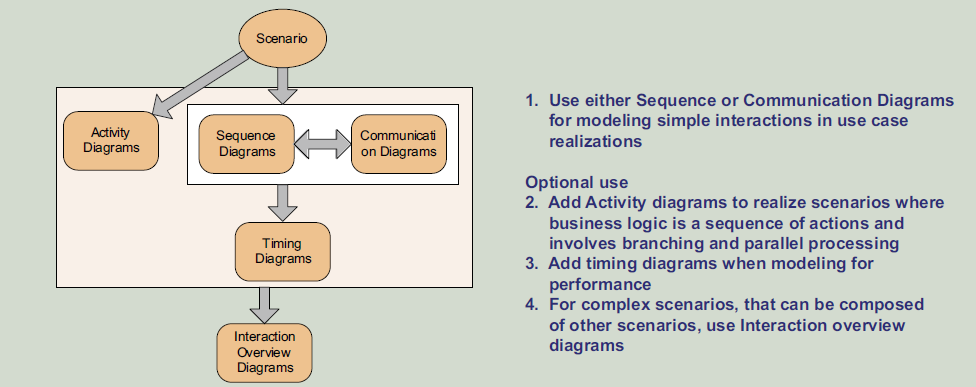 Scenario
Activity
Diagrams
Sequence
Diagrams
Communicati
on Diagrams
Timing
Diagrams
Interaction
Overview
Diagrams
1. Use either Sequence or Communication Diagrams
for modeling simple interactions in use case
realizations
Optional use
2. Add Activity diagrams to realize scenarios where
business logic is a sequence of actions and
involves branching and parallel processing
3. Add timing diagrams when modeling for
performance
4. For complex scenarios, that can be composed
of other scenarios, use Interaction overview
diagrams